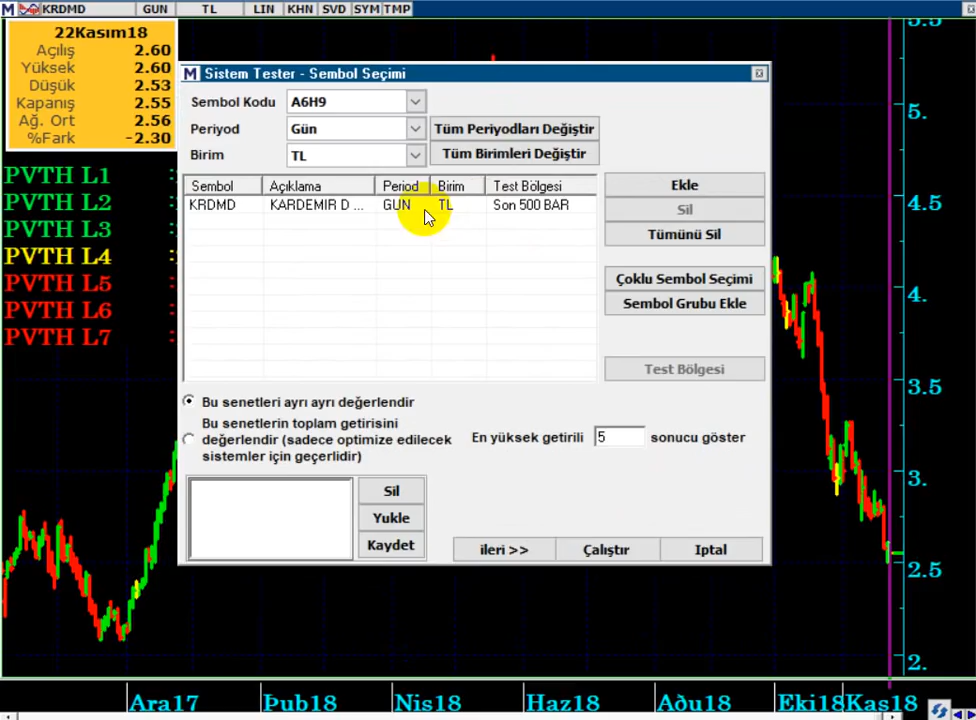 M KRDMD GUN TL LIN KHN SVD SYM TMP
22Kasım18
Açılış 2.60
Yüksek 2.60
Düşük 2.53
Kapanış 2.55
Ağ. Ort 2.56
%Fark -2.30
PVTH L1
PVTH L2
PVTH L3
PVTH L4 :
PVTH L5 :
PVTH L6 :
PVTH L7 :
M Sistem Tester - Sembol Seçimi
Sembol Kodu A6H9
Periyod Gün Tüm Periyodları Değiştir
Birim TL Tüm Birimleri Değiştir
Sembol Açıklama Period Birim Test Bölgesi
KRDMD KARDEMIR D ... GUN TL Son 500 BAR
Ekle
Sil
Tümünü Sil
Çoklu Sembol Seçimi
Sembol Grubu Ekle
Test Bölgesi
Bu senetleri ayrı ayrı değerlendir
Bu senetlerin toplam getirisini
değerlendir (sadece optimize edilecek
sistemler için geçerlidir)
En yüksek getirili 5 sonucu göster
Sil
Yukle
Kaydet
ileri >> Çalıştır Iptal
5.5
5.
4.5
4.
3.5
3.
2.5
2.
Ara17 Þub18 Nis18 Haz18 Aðu18 Eki18 Kas18